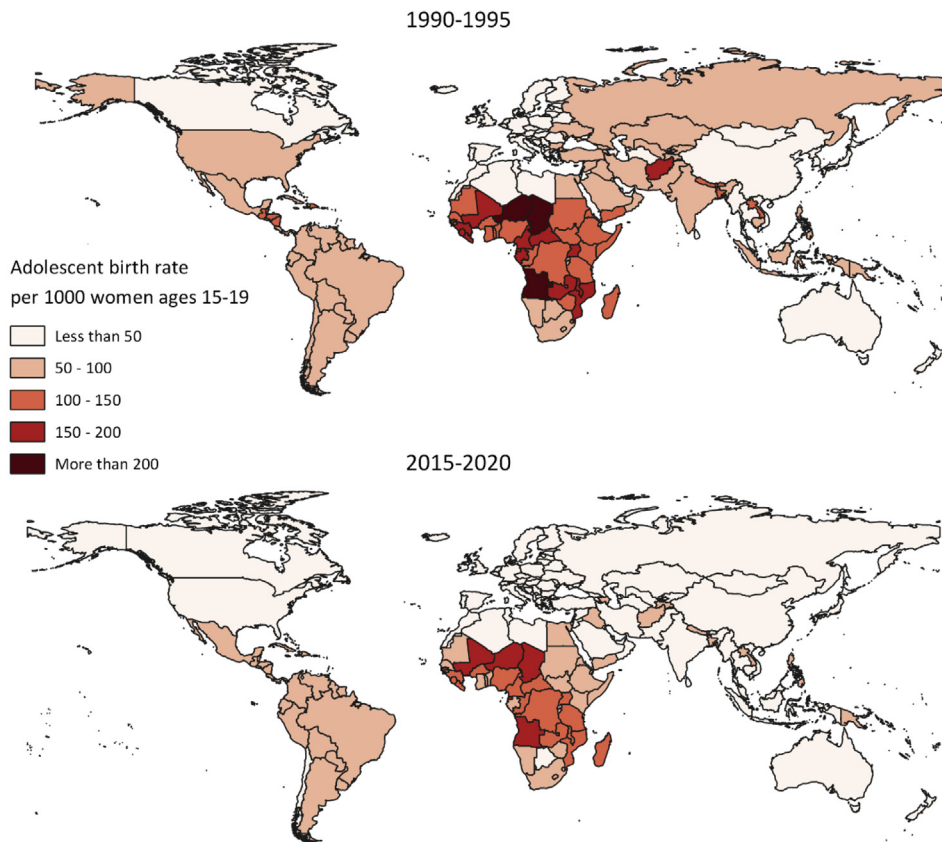 1990-1995
Adolescent birth rate
per 1000 women ages 15-19
Less than 50
50 - 100
100 - 150
150 - 200
More than 200
2015-2020